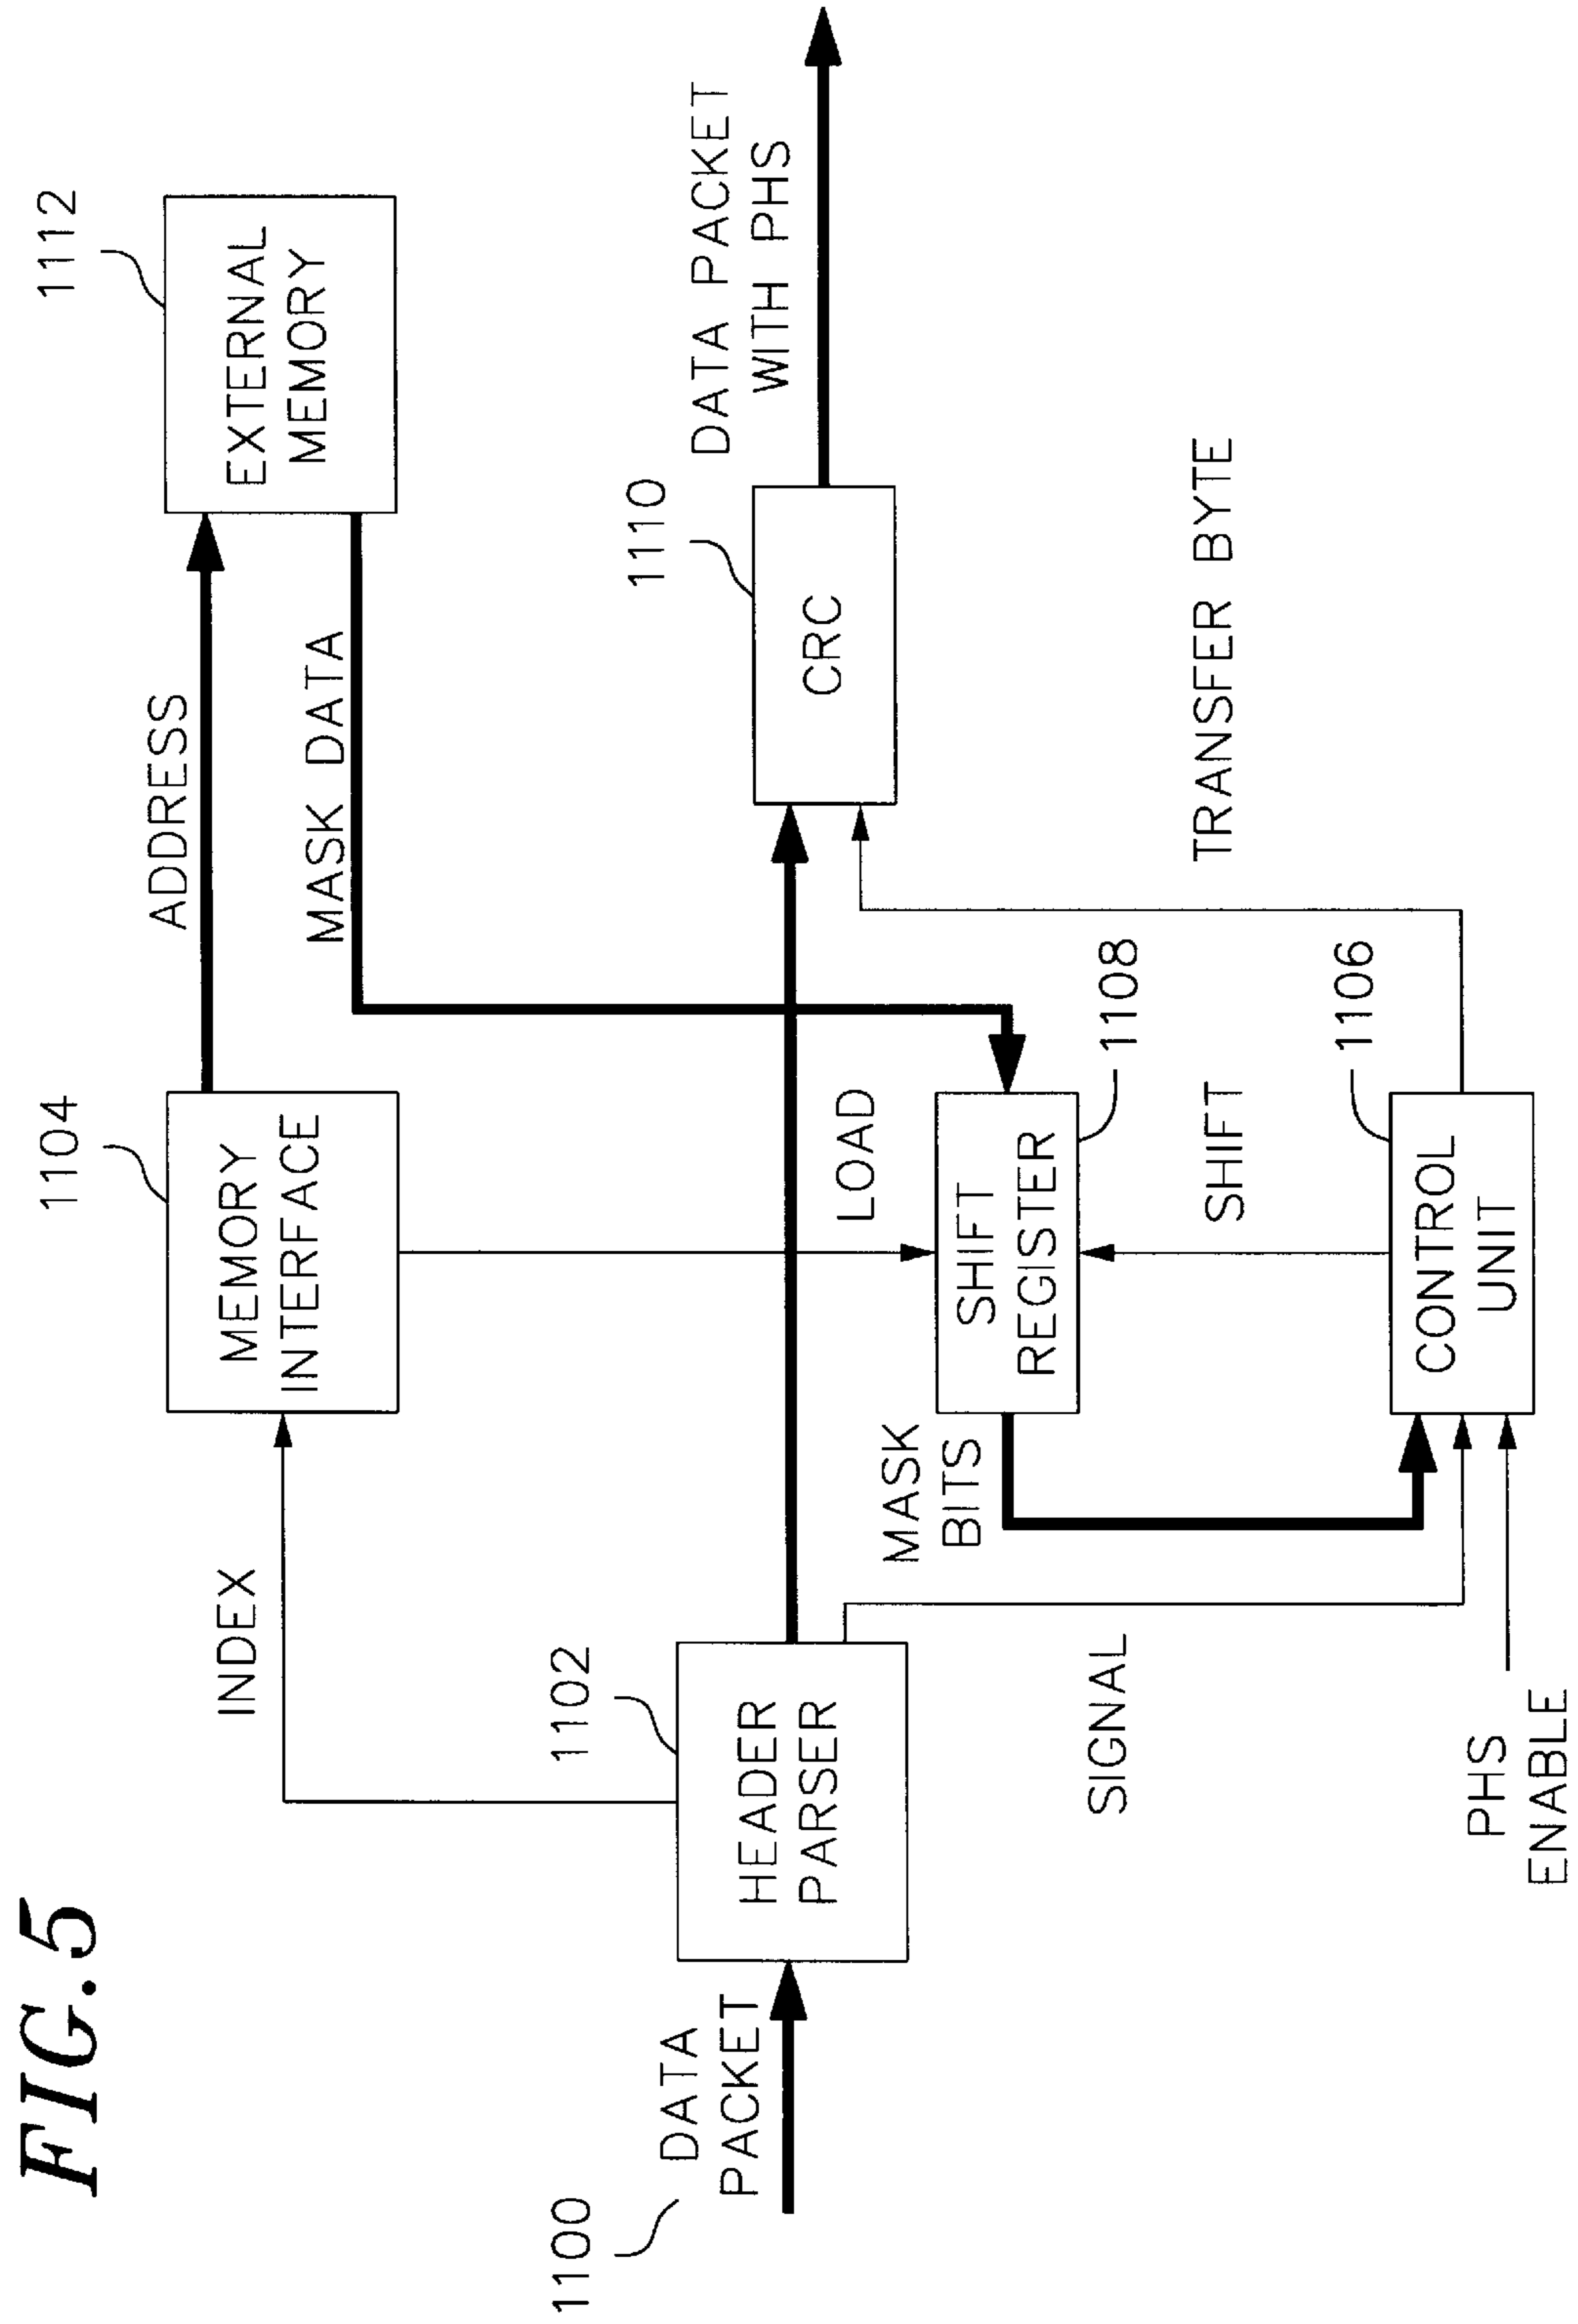 FIG.5
1100
DATA
PACKET
1102
HEADER
PARSER
INDEX
1104
MEMORY
INTERFACE
ADDRESS
1112
EXTERNAL
MEMORY
MASK DATA
LOAD
MASK
BITS
SHIFT
REGISTER
1108
SHIFT
1106
CONTROL
UNIT
SIGNAL
PHS
ENABLE
1110
CRC
DATA PACKET
WITH PHS
TRANSFER BYTE